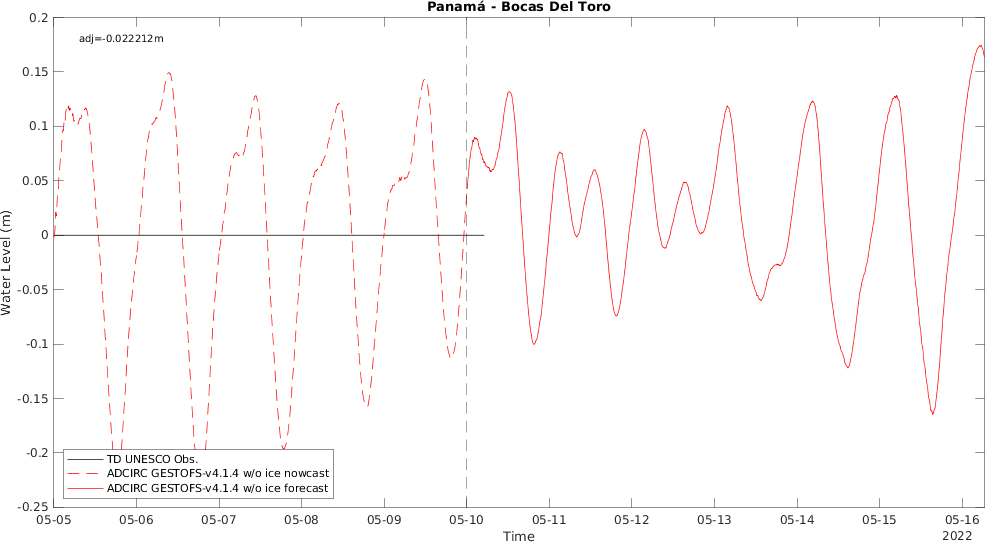 Panamá - Bocas Del Toro
adj=-0.022212m
0.2
0.15
0.1
0.05
0
-0.05
-0.1
-0.15
-0.2
-0.25
Water Level (m)
TD UNESCO Obs.
ADCIRC GESTOFS-v4.1.4 w/o ice nowcast
ADCIRC GESTOFS-v4.1.4 w/o ice forecast
05-05 05-06 05-07 05-08 05-09 05-10 05-11 05-12 05-13 05-14 05-15 05-16
Time
2022